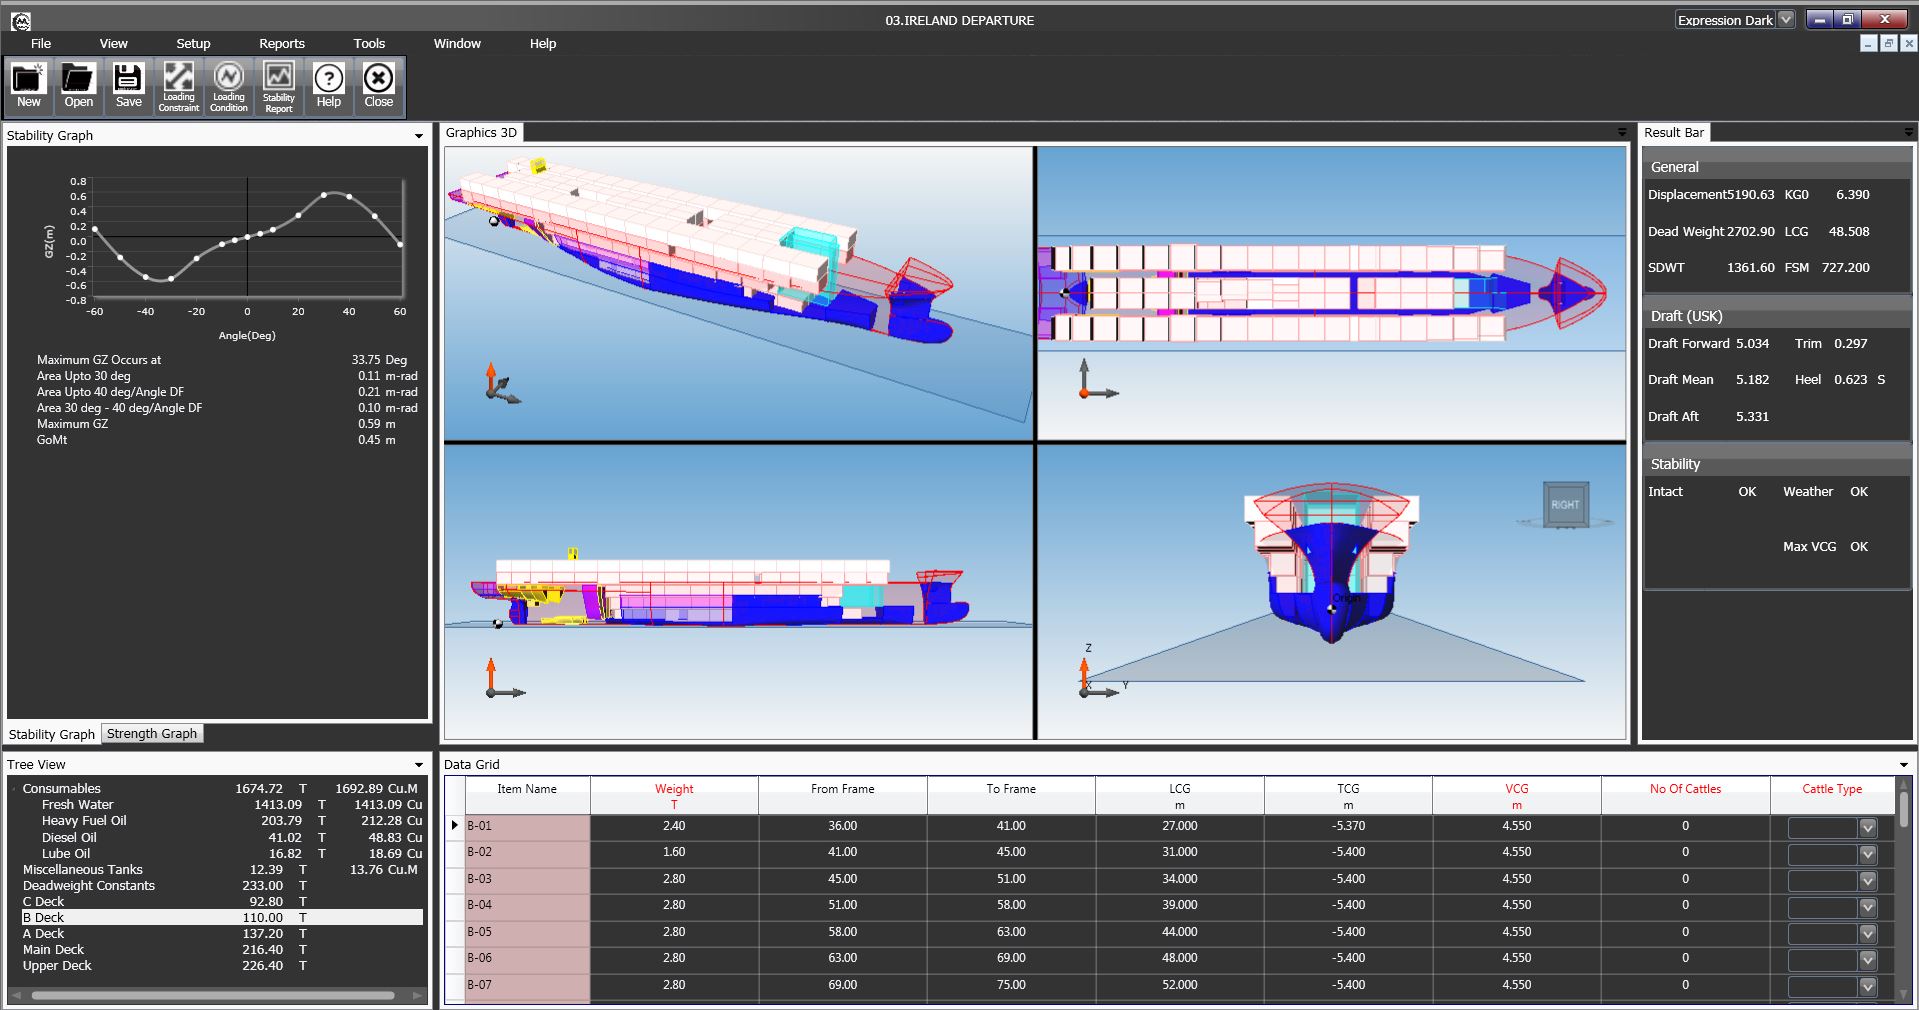 03.IRELAND DEPARTURE
Expression Dark
File View Setup Reports Tools Window Help
New Open Save Loading Constraint Loading Condition Stability Report Help Close
Stability Graph
0.8
0.6
0.4
0.2
0.0
-0.2
-0.4
-0.6
-0.8
GZ(m)
-60 -40 -20 0 20 40 60
Angle(Deg)
Maximum GZ Occurs at 33.75 Deg
Area Upto 30 deg 0.11 m-rad
Area Upto 40 deg/Angle DF 0.21 m-rad
Area 30 deg - 40 deg/Angle DF 0.10 m-rad
Maximum GZ 0.59 m
GoMt 0.45 m
Stability Graph Strength Graph
Graphics 3D
RIGHT
Origin
Z
X
Y
Result Bar
General
Displacement5190.63 KG0 6.390
Dead Weight 2702.90 LCG 48.508
SDWT 1361.60 FSM 727.200
Draft (USK)
Draft Forward 5.034 Trim 0.297
Draft Mean 5.182 Heel 0.623 S
Draft Aft 5.331
Stability
Intact OK Weather OK
Max VCG OK
Tree View
Consumables 1674.72 T 1692.89 Cu.M
Fresh Water 1413.09 T 1413.09 Cu
Heavy Fuel Oil 203.79 T 212.28 Cu
Diesel Oil 41.02 T 48.83 Cu
Lube Oil 16.82 T 18.69 Cu
Miscellaneous Tanks 12.39 T 13.76 Cu.M
Deadweight Constants 233.00 T
C Deck 92.80 T
B Deck 110.00 T
A Deck 137.20 T
Main Deck 216.40 T
Upper Deck 226.40 T
Data Grid
Item Name Weight From Frame To Frame LCG TCG VCG No Of Cattles Cattle Type
T m m m
B-01 2.40 36.00 41.00 27.000 -5.370 4.550 0
B-02 1.60 41.00 45.00 31.000 -5.400 4.550 0
B-03 2.80 45.00 51.00 34.000 -5.400 4.550 0
B-04 2.80 51.00 58.00 39.000 -5.400 4.550 0
B-05 2.80 58.00 63.00 44.000 -5.400 4.550 0
B-06 2.80 63.00 69.00 48.000 -5.400 4.550 0
B-07 2.80 69.00 75.00 52.000 -5.400 4.550 0